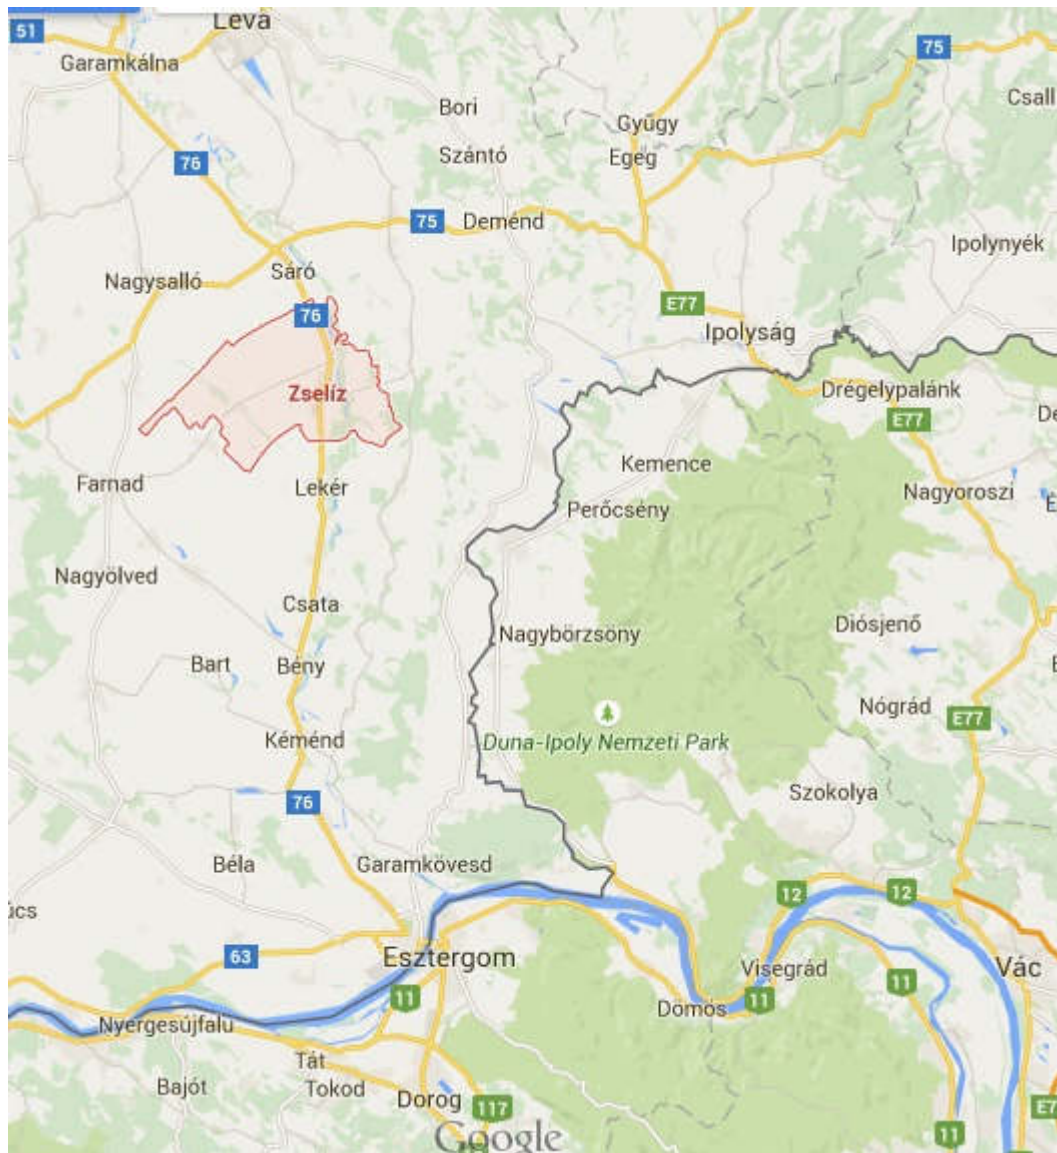 Léva
51
Garamkálna
75
Bori
Csall
Gyűgy
76
Szántó
Egeg
75
Deménd
Ipolynyék
Sáró
Nagysalló
76
E77
Ipolyság
Zselíz
Drégelypalánk
E77
Farnad
Lekér
Kemence
Nagyoroszi
Perőcsény
Nagyölved
Csata
Diósjenő
Nagybörzsöny
Bart
Bény
Nógrád
E77
Kéménd
Duna-Ipoly Nemzeti Park
76
Szokolya
Béla
Garamkövesd
12
12
úcs
63
Esztergom
Visegrád
Vác
11
11
11
Dömös
Nyergesújfalu
Tát
Bajót
Tokod
Dorog
117
E7
11
Google